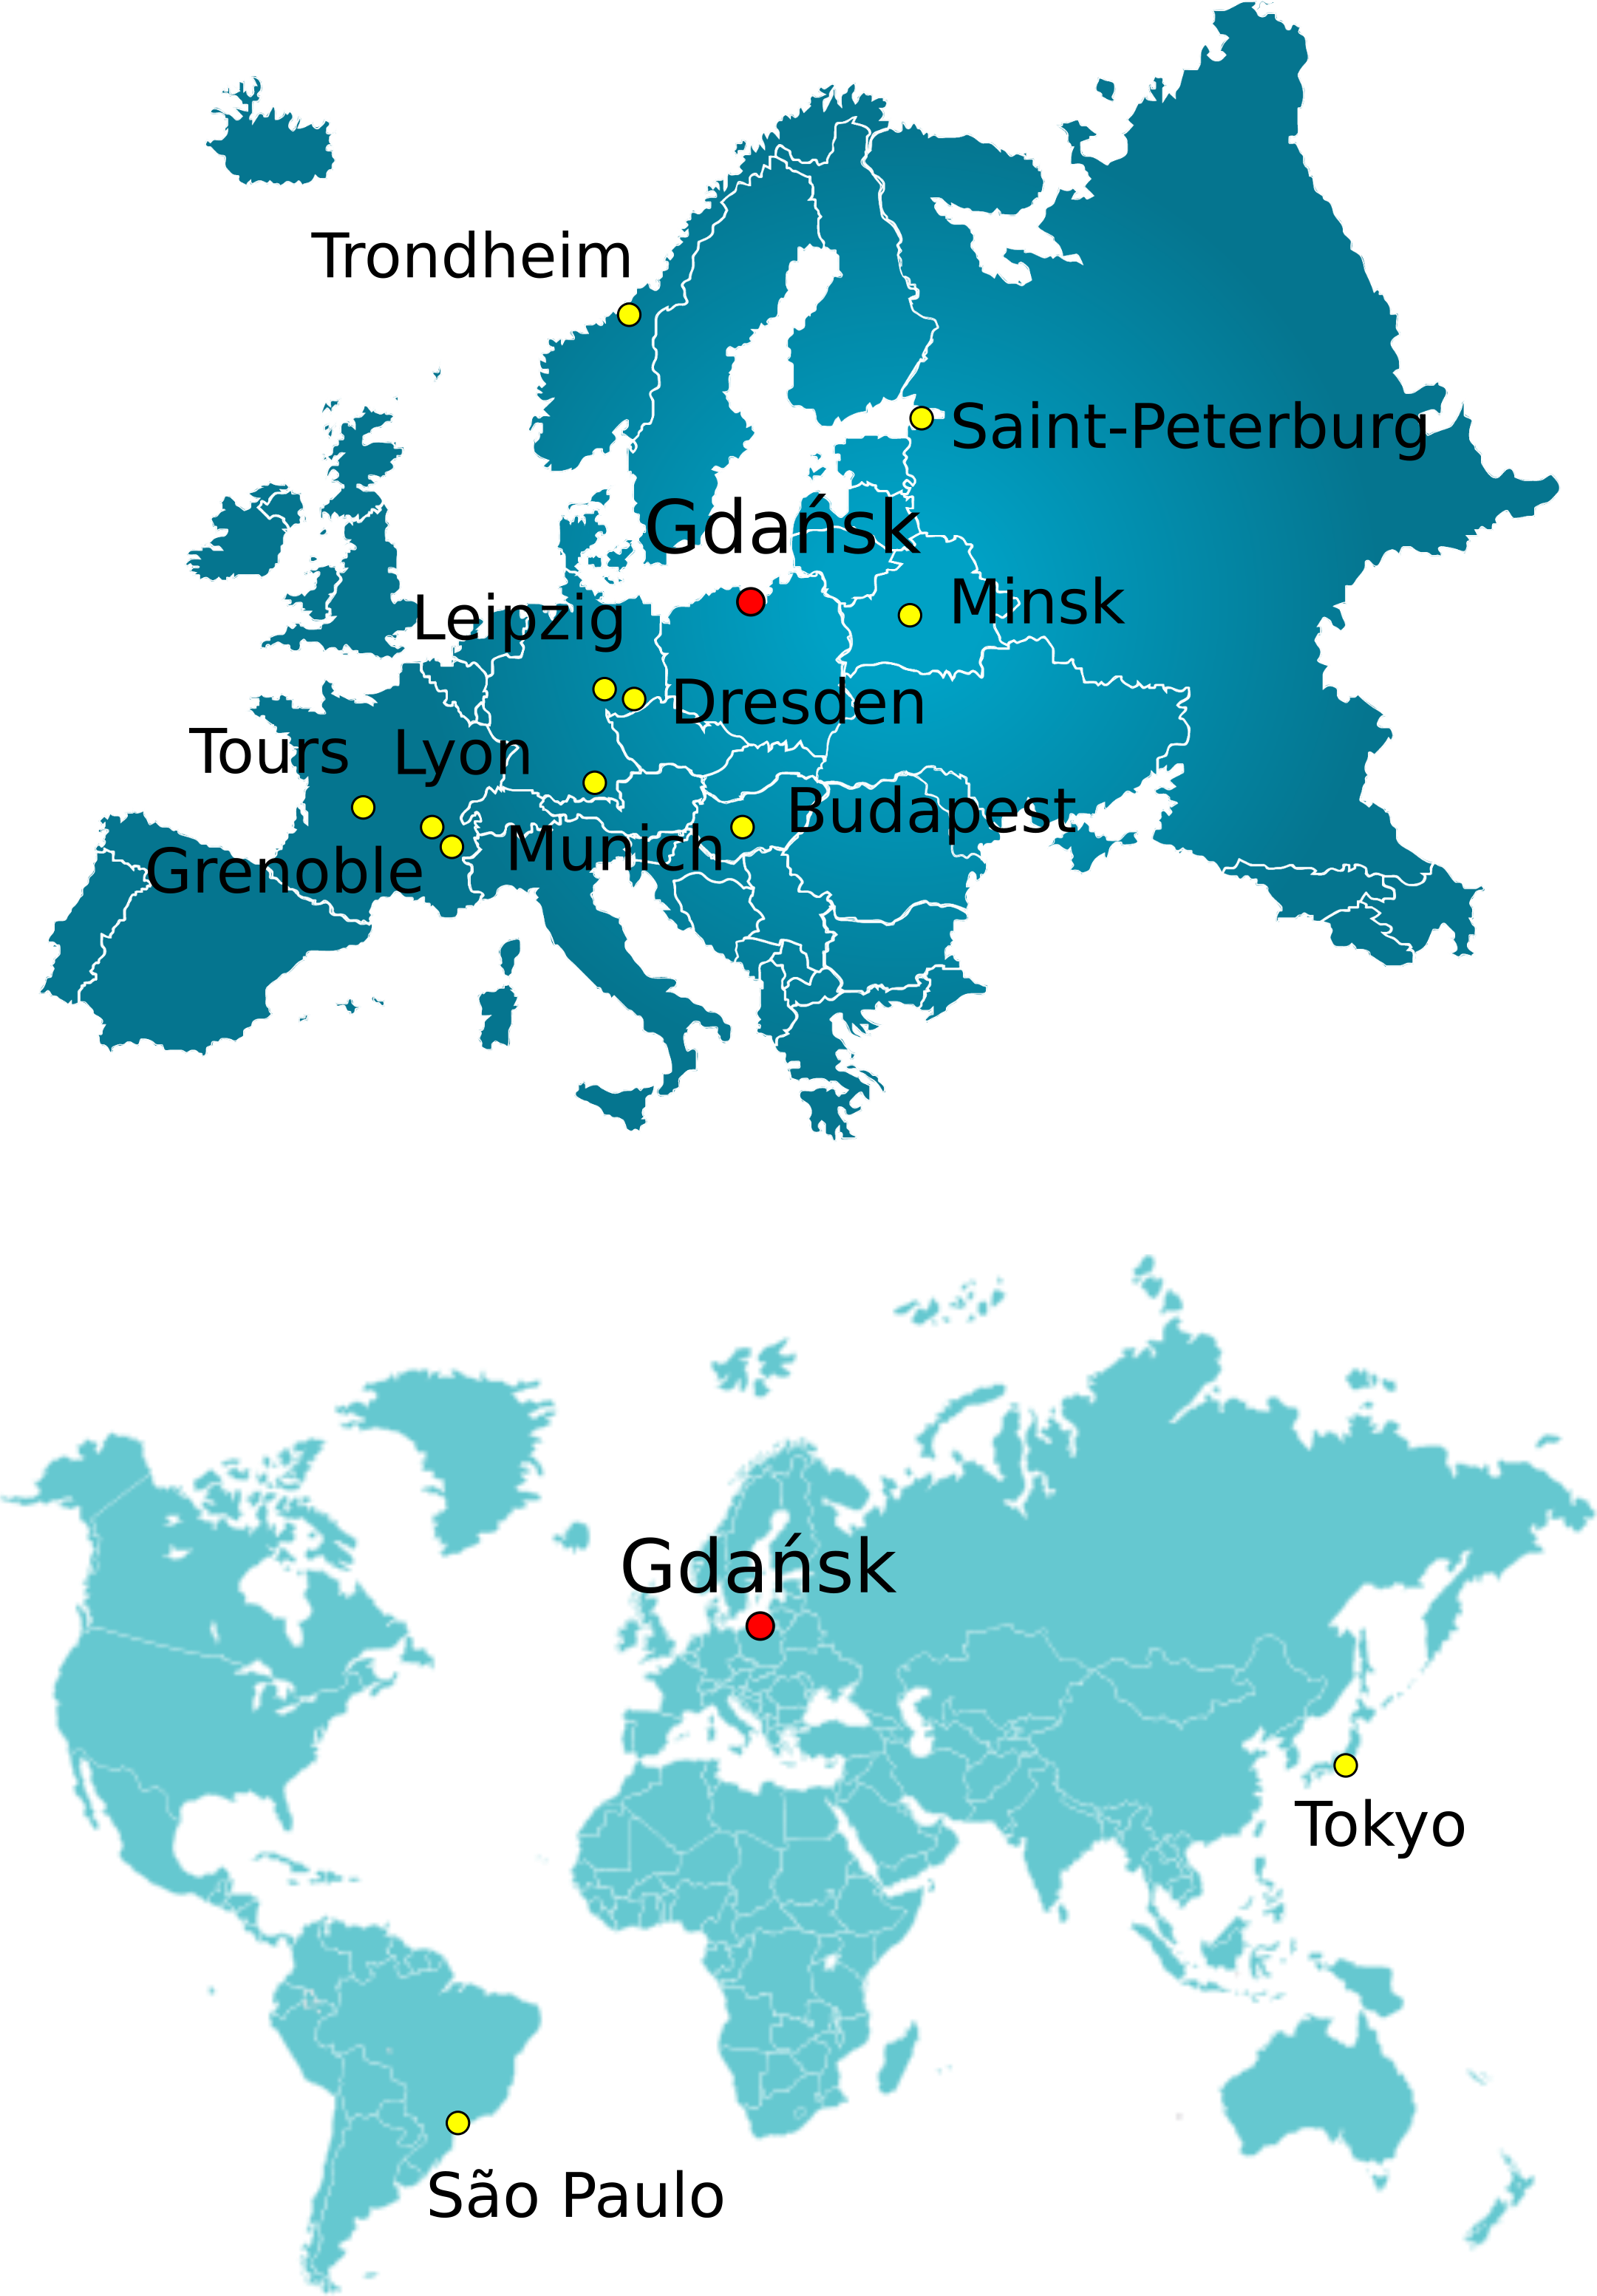 Trondheim
Saint-Peterburg
Gdańsk
Minsk
Leipzig
Dresden
Tours
Lyon
Budapest
Munich
Grenoble
Gdańsk
Tokyo
São Paulo